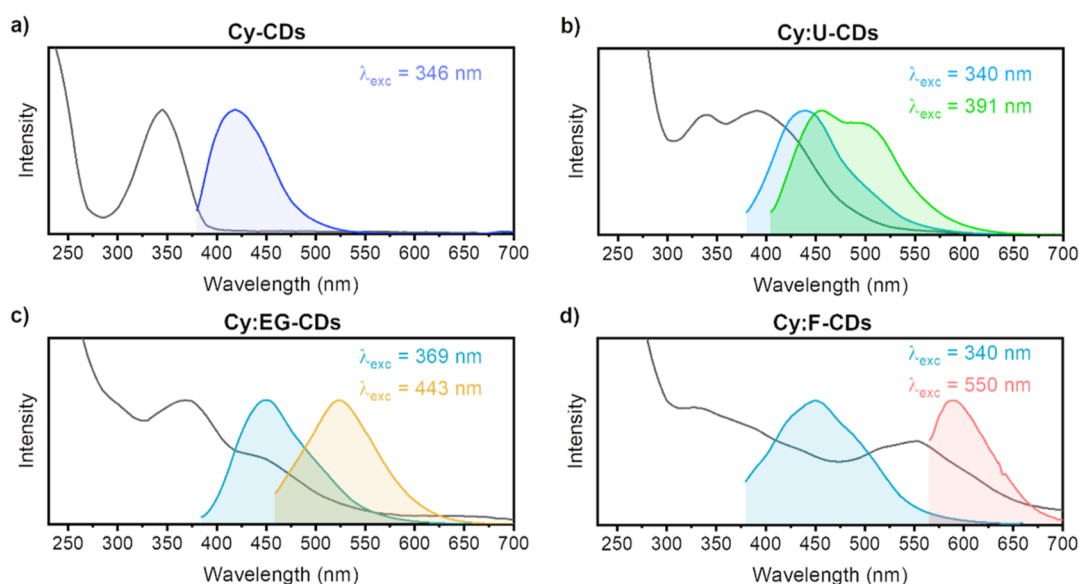 a)
Cy-CDs
λexc = 346 nm
Intensity
250 300 350 400 450 500 550 600 650 700
Wavelength (nm)
b)
Cy:U-CDs
λexc = 340 nm
λexc = 391 nm
Intensity
250 300 350 400 450 500 550 600 650 700
Wavelength (nm)
c)
Cy:EG-CDs
λexc = 369 nm
λexc = 443 nm
Intensity
250 300 350 400 450 500 550 600 650 700
Wavelength (nm)
d)
Cy:F-CDs
λexc = 340 nm
λexc = 550 nm
Intensity
250 300 350 400 450 500 550 600 650 700
Wavelength (nm)